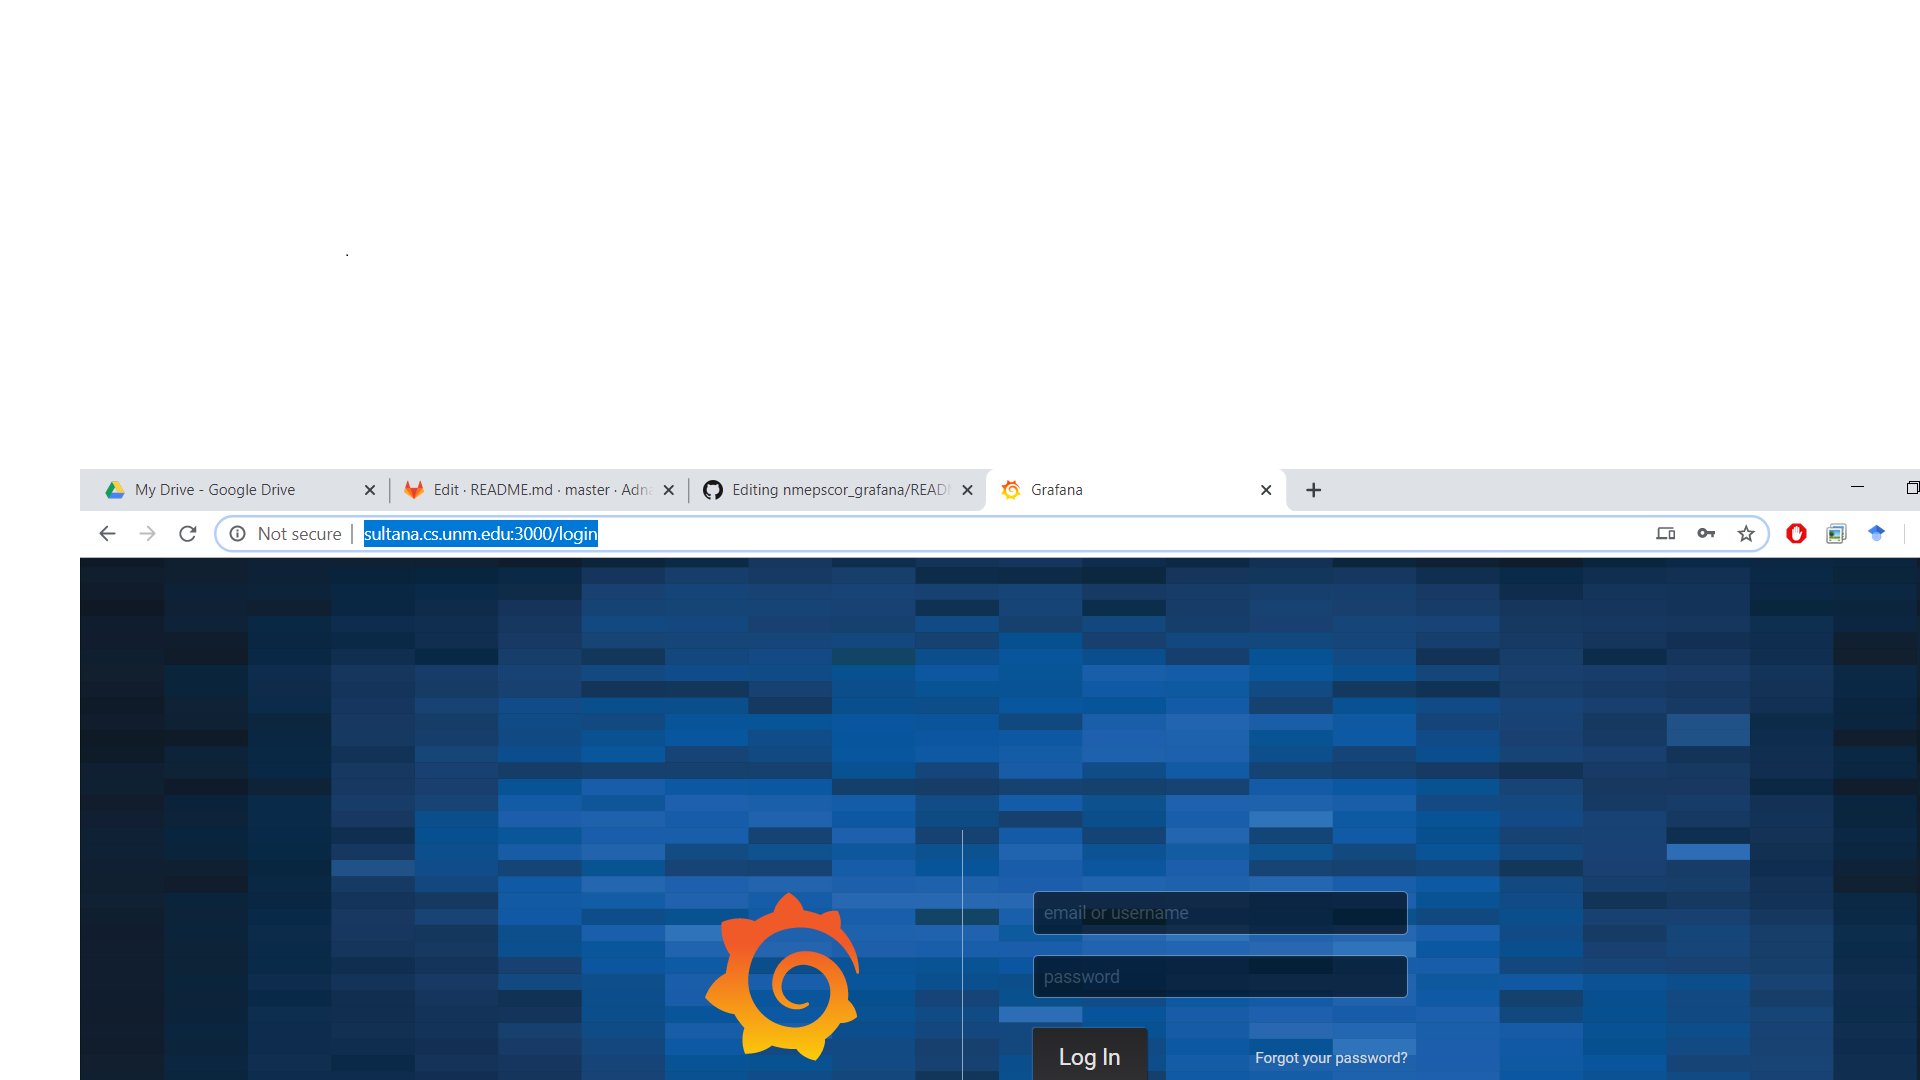 .
My Drive - Google Drive
Edit · README.md · master · Adna
Editing nmepscor_grafana/READ
Grafana
Not secure
sultana.cs.unm.edu:3000/login
email or username
password
Log In
Forgot your password?